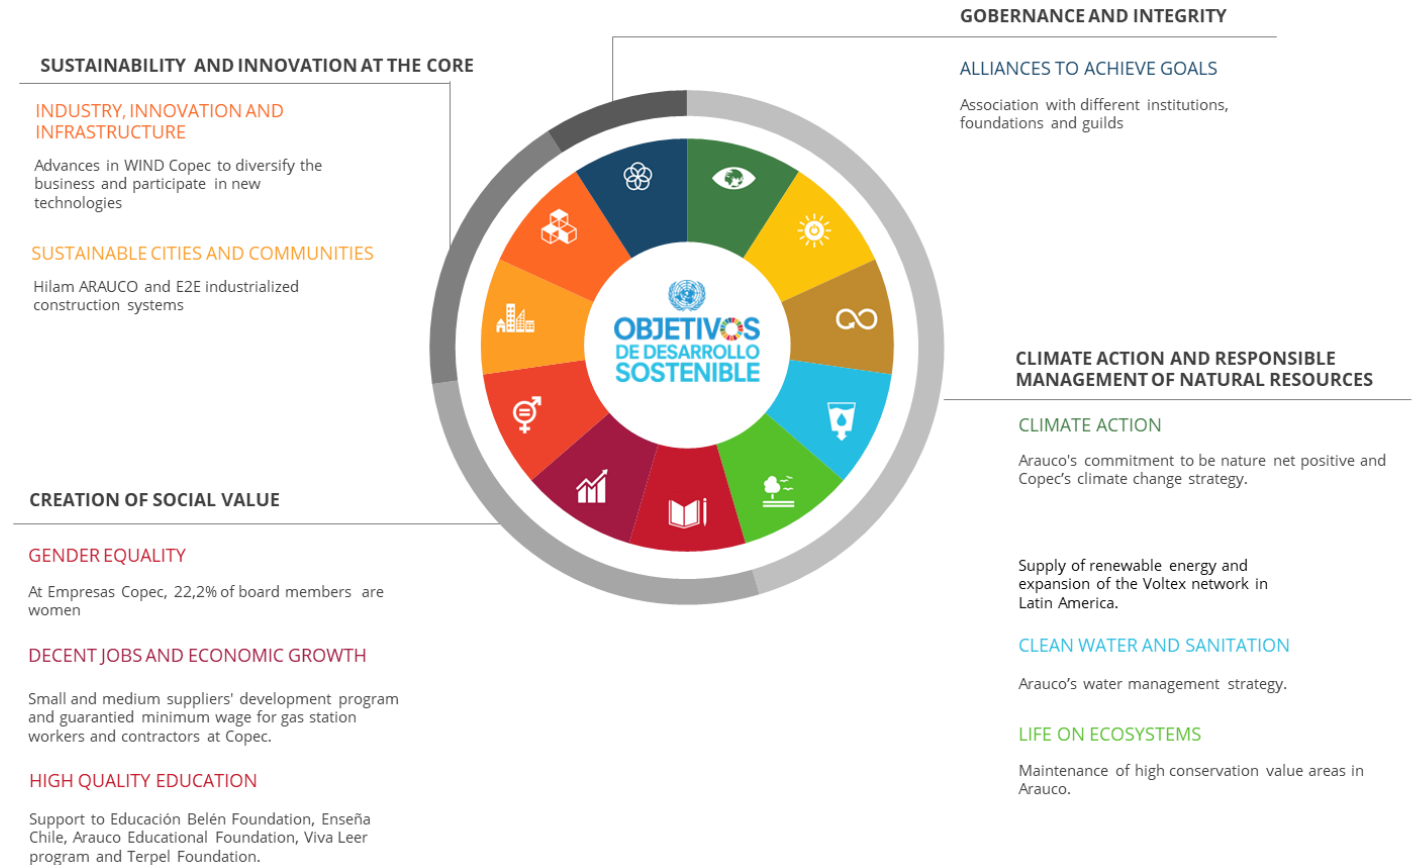 GOBERNANCE AND INTEGRITY
ALLIANCES TO ACHIEVE GOALS
Association with different institutions,
foundations and guilds
SUSTAINABILITY AND INNOVATION AT THE CORE
INDUSTRY, INNOVATION AND
INFRASTRUCTURE
Advances in WIND Copec to diversify the
business and participate in new
technologies
SUSTAINABLE CITIES AND COMMUNITIES
Hilam ARAUCO and E2E industrialized
construction systems
OBJETIVOS
DE DESARROLLO
SOSTENIBLE
CLIMATE ACTION AND RESPONSIBLE
MANAGEMENT OF NATURAL RESOURCES
CLIMATE ACTION
Arauco's commitment to be nature net positive and
Copec’s climate change strategy.
Supply of renewable energy and
expansion of the Voltex network in
Latin America.
CLEAN WATER AND SANITATION
Arauco’s water management strategy.
LIFE ON ECOSYSTEMS
Maintenance of high conservation value areas in
Arauco.
CREATION OF SOCIAL VALUE
GENDER EQUALITY
At Empresas Copec, 22,2% of board members are
women
DECENT JOBS AND ECONOMIC GROWTH
Small and medium suppliers' development program
and guarantied minimum wage for gas station
workers and contractors at Copec.
HIGH QUALITY EDUCATION
Support to Educación Belén Foundation, Enseña
Chile, Arauco Educational Foundation, Viva Leer
program and Terpel Foundation.